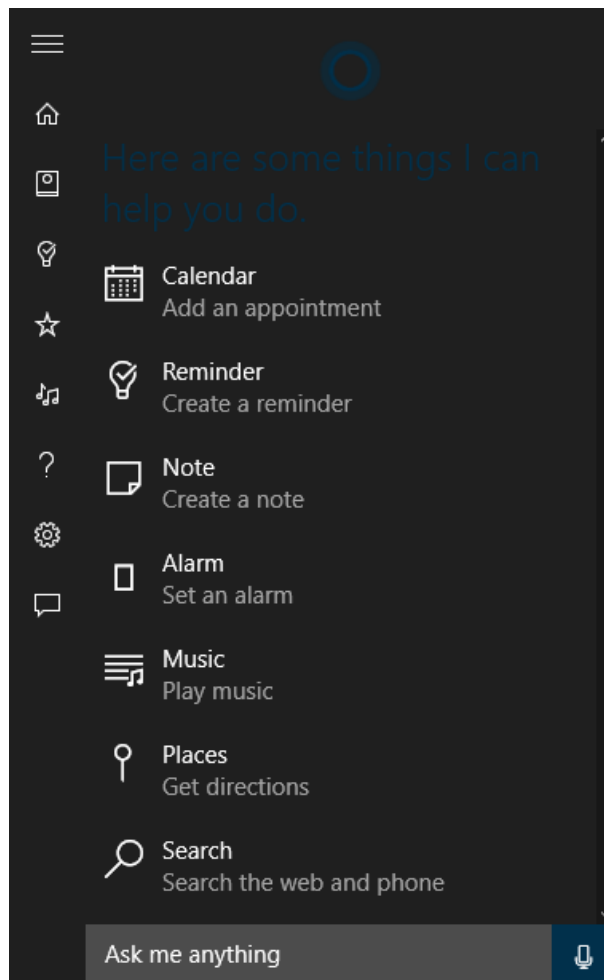 Here are some things I can
help you do.
Calendar
Add an appointment
Reminder
Create a reminder
Note
Create a note
Alarm
Set an alarm
Music
Play music
Places
Get directions
Search
Search the web and phone
Ask me anything